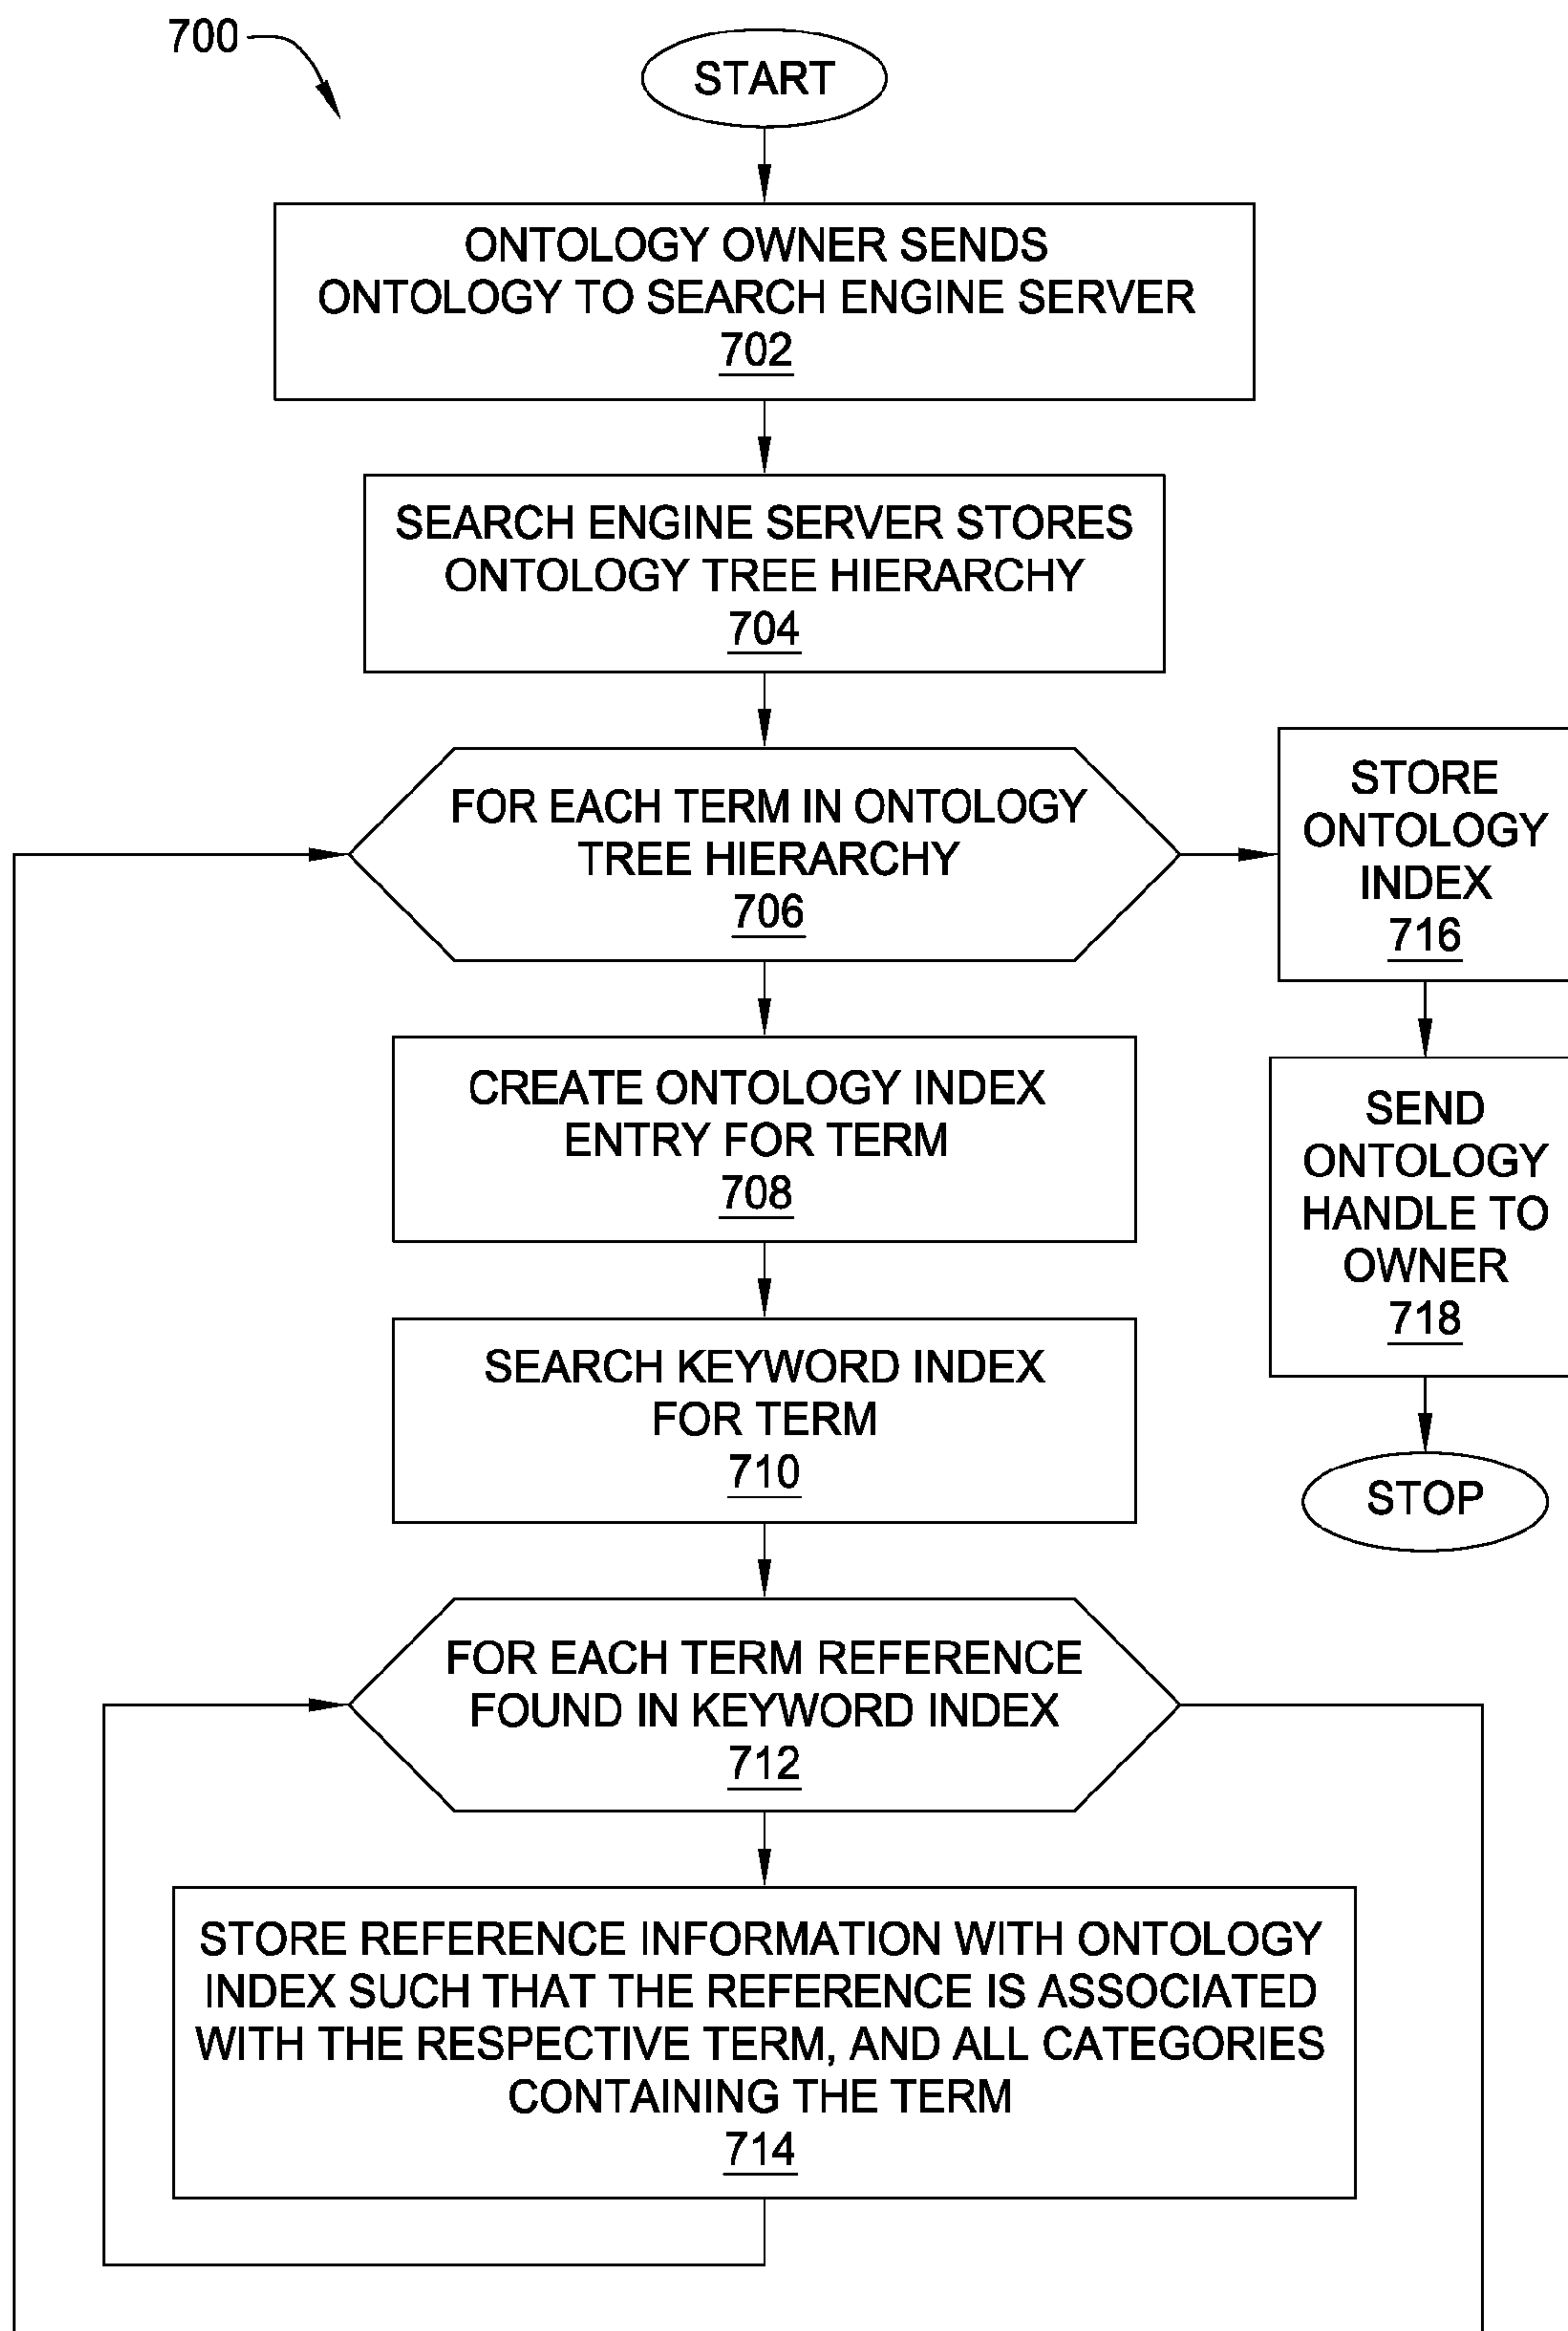 700
START
ONTOLOGY OWNER SENDS
ONTOLOGY TO SEARCH ENGINE SERVER
702
SEARCH ENGINE SERVER STORES
ONTOLOGY TREE HIERARCHY
704
FOR EACH TERM IN ONTOLOGY
TREE HIERARCHY
706
CREATE ONTOLOGY INDEX
ENTRY FOR TERM
708
SEARCH KEYWORD INDEX
FOR TERM
710
FOR EACH TERM REFERENCE
FOUND IN KEYWORD INDEX
712
STORE REFERENCE INFORMATION WITH ONTOLOGY
INDEX SUCH THAT THE REFERENCE IS ASSOCIATED
WITH THE RESPECTIVE TERM, AND ALL CATEGORIES
CONTAINING THE TERM
714
STORE
ONTOLOGY
INDEX
716
SEND
ONTOLOGY
HANDLE TO
OWNER
718
STOP